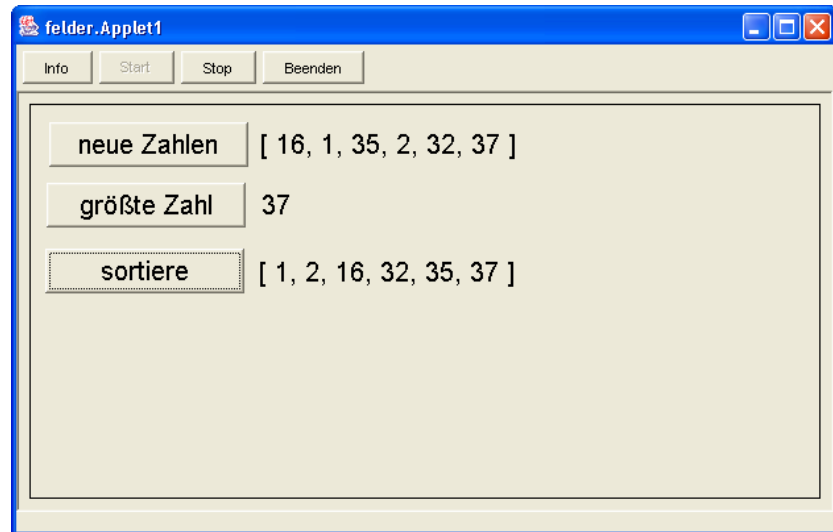 felder.Applet1
Info Start Stop Beenden
neue Zahlen [ 16, 1, 35, 2, 32, 37 ]
größte Zahl 37
sortiere [ 1, 2, 16, 32, 35, 37 ]